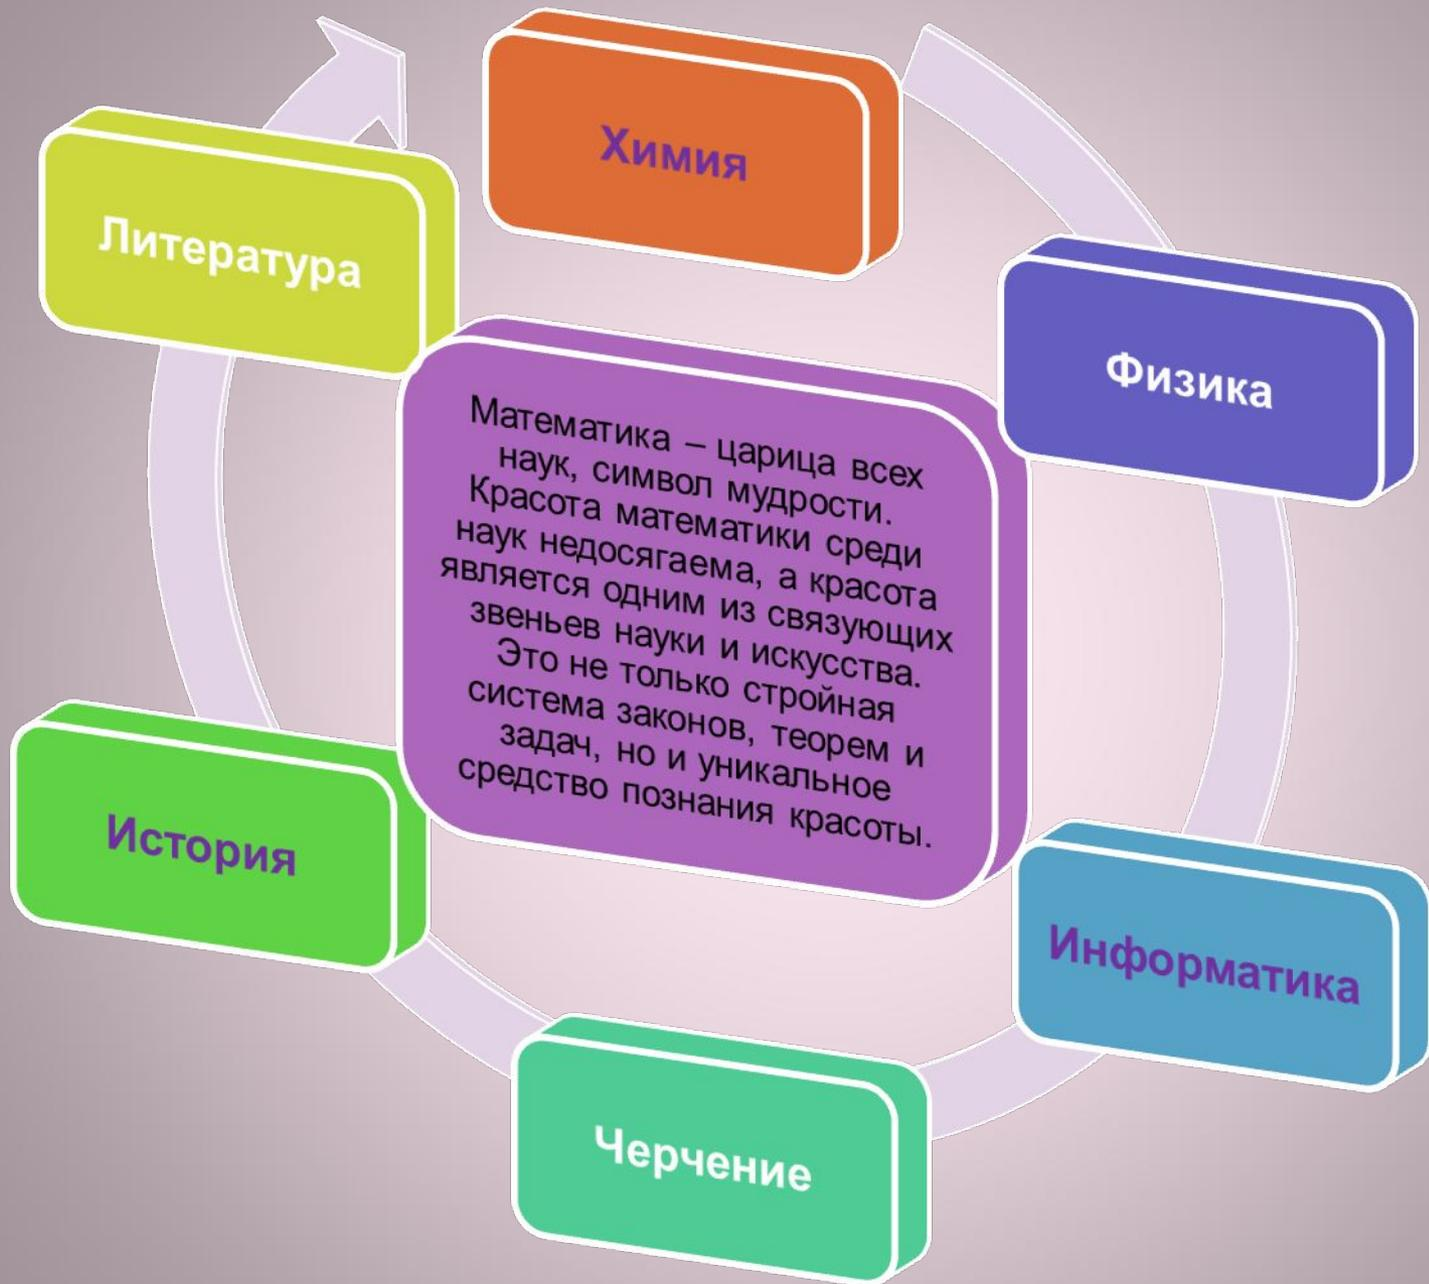 Химия
Литература
Физика
Математика – царица всех
наук, символ мудрости.
Красота математики среди
наук недосягаема, а красота
является одним из связующих
звеньев науки и искусства.
Это не только стройная
система законов, теорем и
задач, но и уникальное
средство познания красоты.
История
Информатика
Черчение